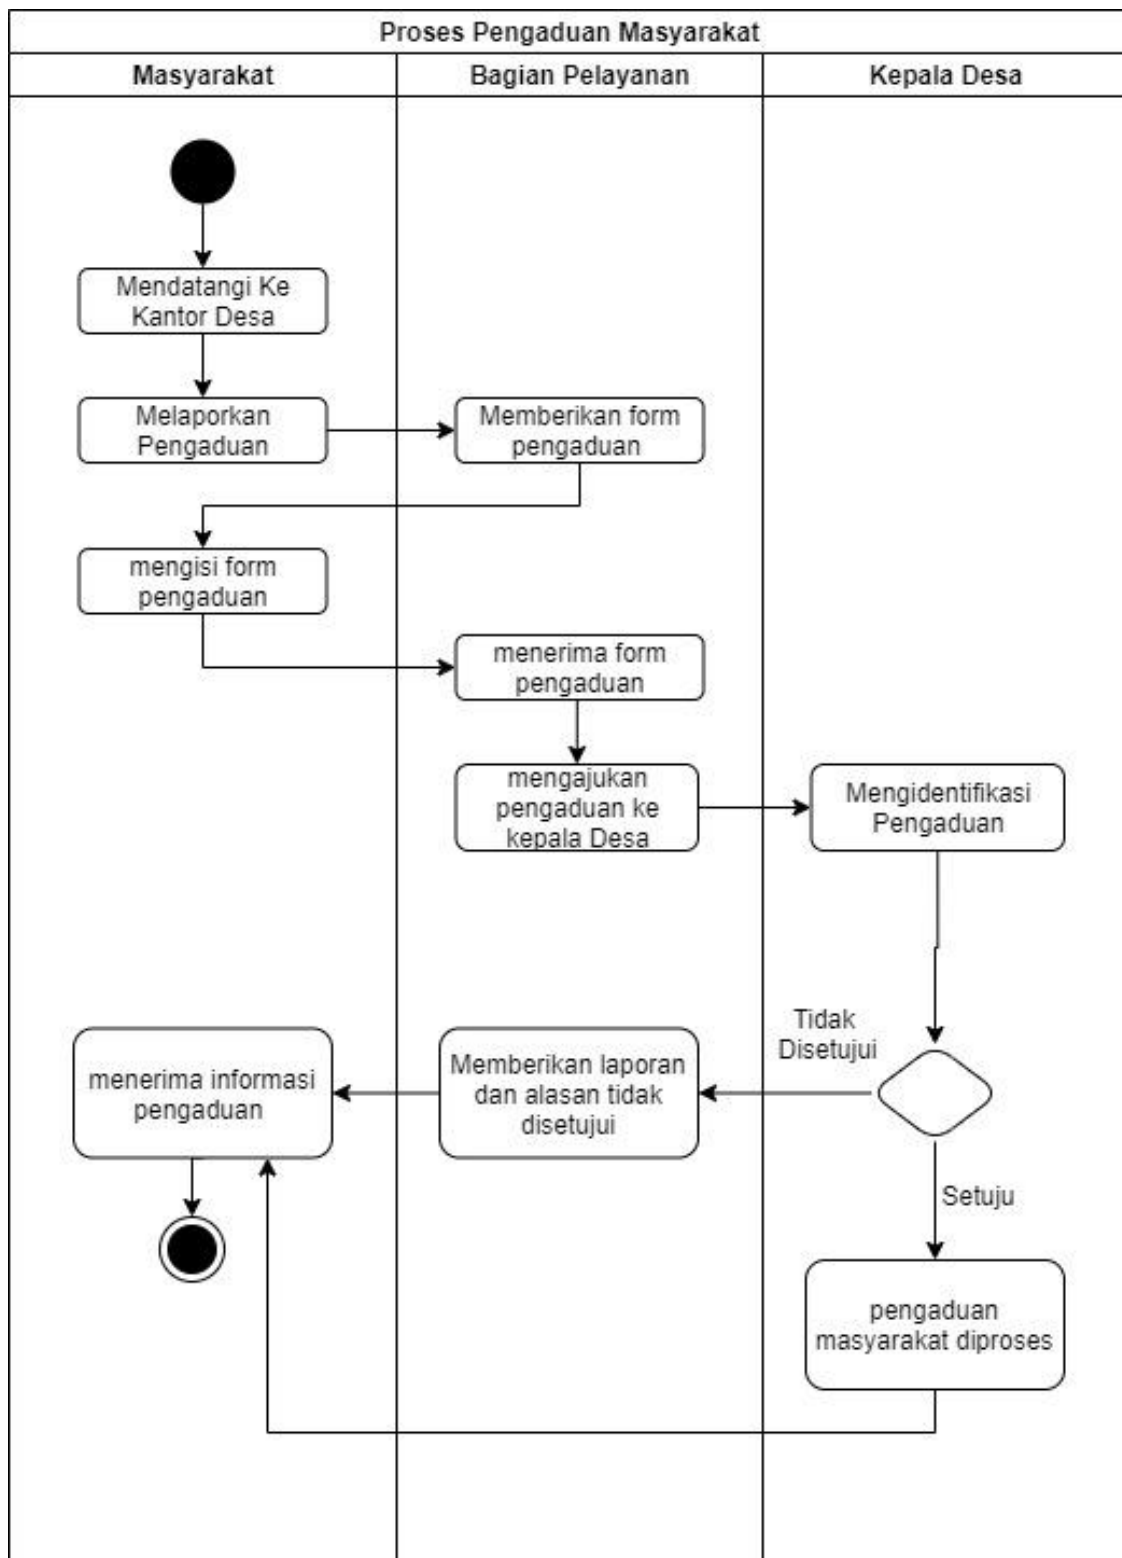 Proses Pengaduan Masyarakat
Masyarakat
Bagian Pelayanan
Kepala Desa
Mendatangi Ke
Kantor Desa
Melaporkan
Pengaduan
Memberikan form
pengaduan
mengisi form
pengaduan
menerima form
pengaduan
mengajukan
pengaduan ke
kepala Desa
Mengidentifikasi
Pengaduan
Tidak
Disetujui
Memberikan laporan
dan alasan tidak
disetujui
menerima informasi
pengaduan
Setuju
pengaduan
masyarakat diproses